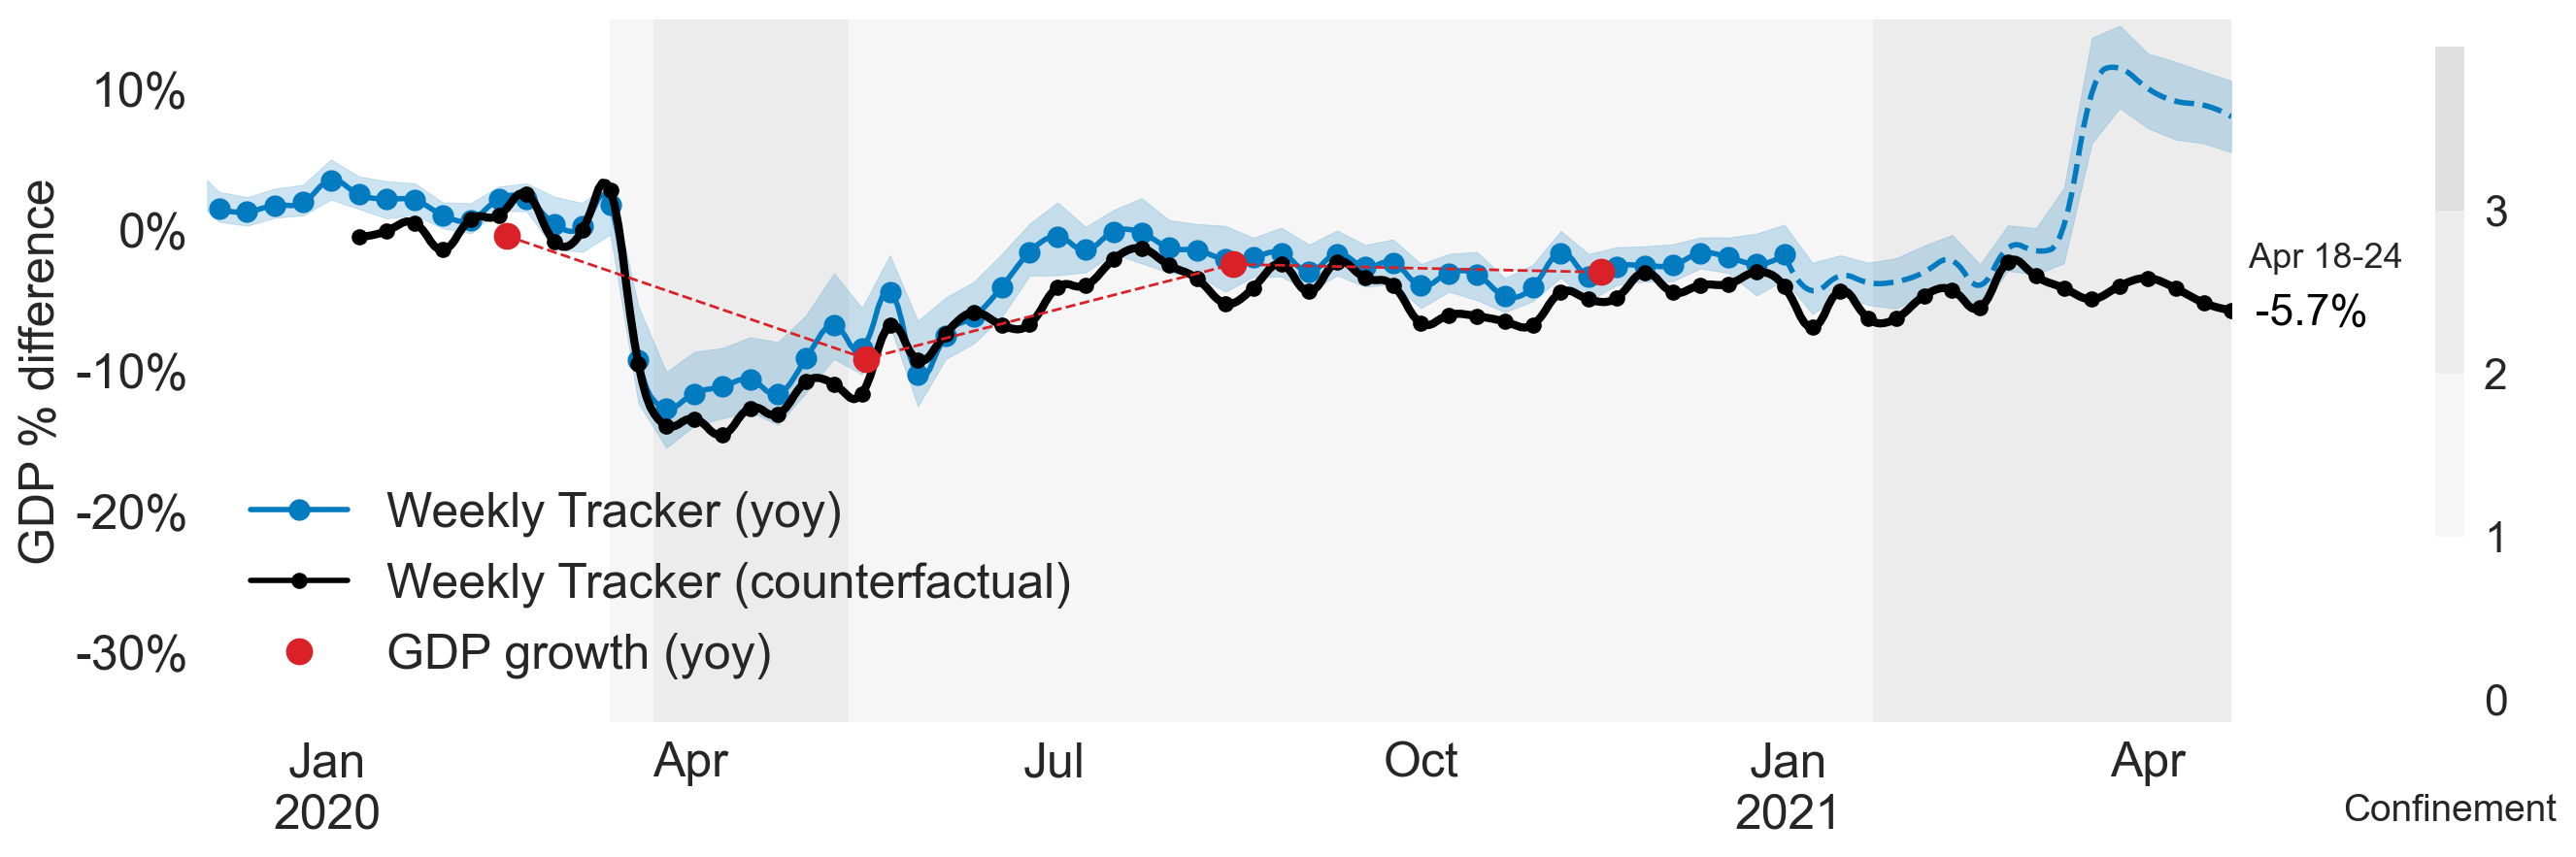 GDP % difference
10%
0%
-10%
-20%
-30%
Weekly Tracker (yoy)
Weekly Tracker (counterfactual)
GDP growth (yoy)
Jan
2020
Apr
Jul
Oct
Jan
2021
Apr
Apr 18-24
-5.7%
3
2
1
0
Confinement